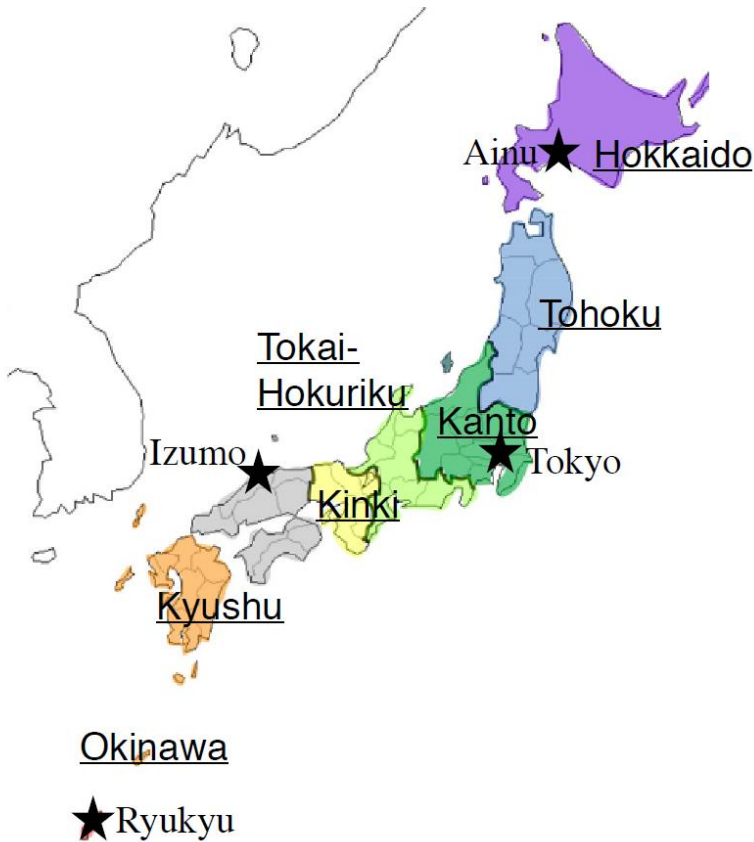 Ainu
Hokkaido
Tohoku
Tokai-
Hokuriku
Kanto
Izumo
Tokyo
Kinki
Kyushu
Okinawa
Ryukyu